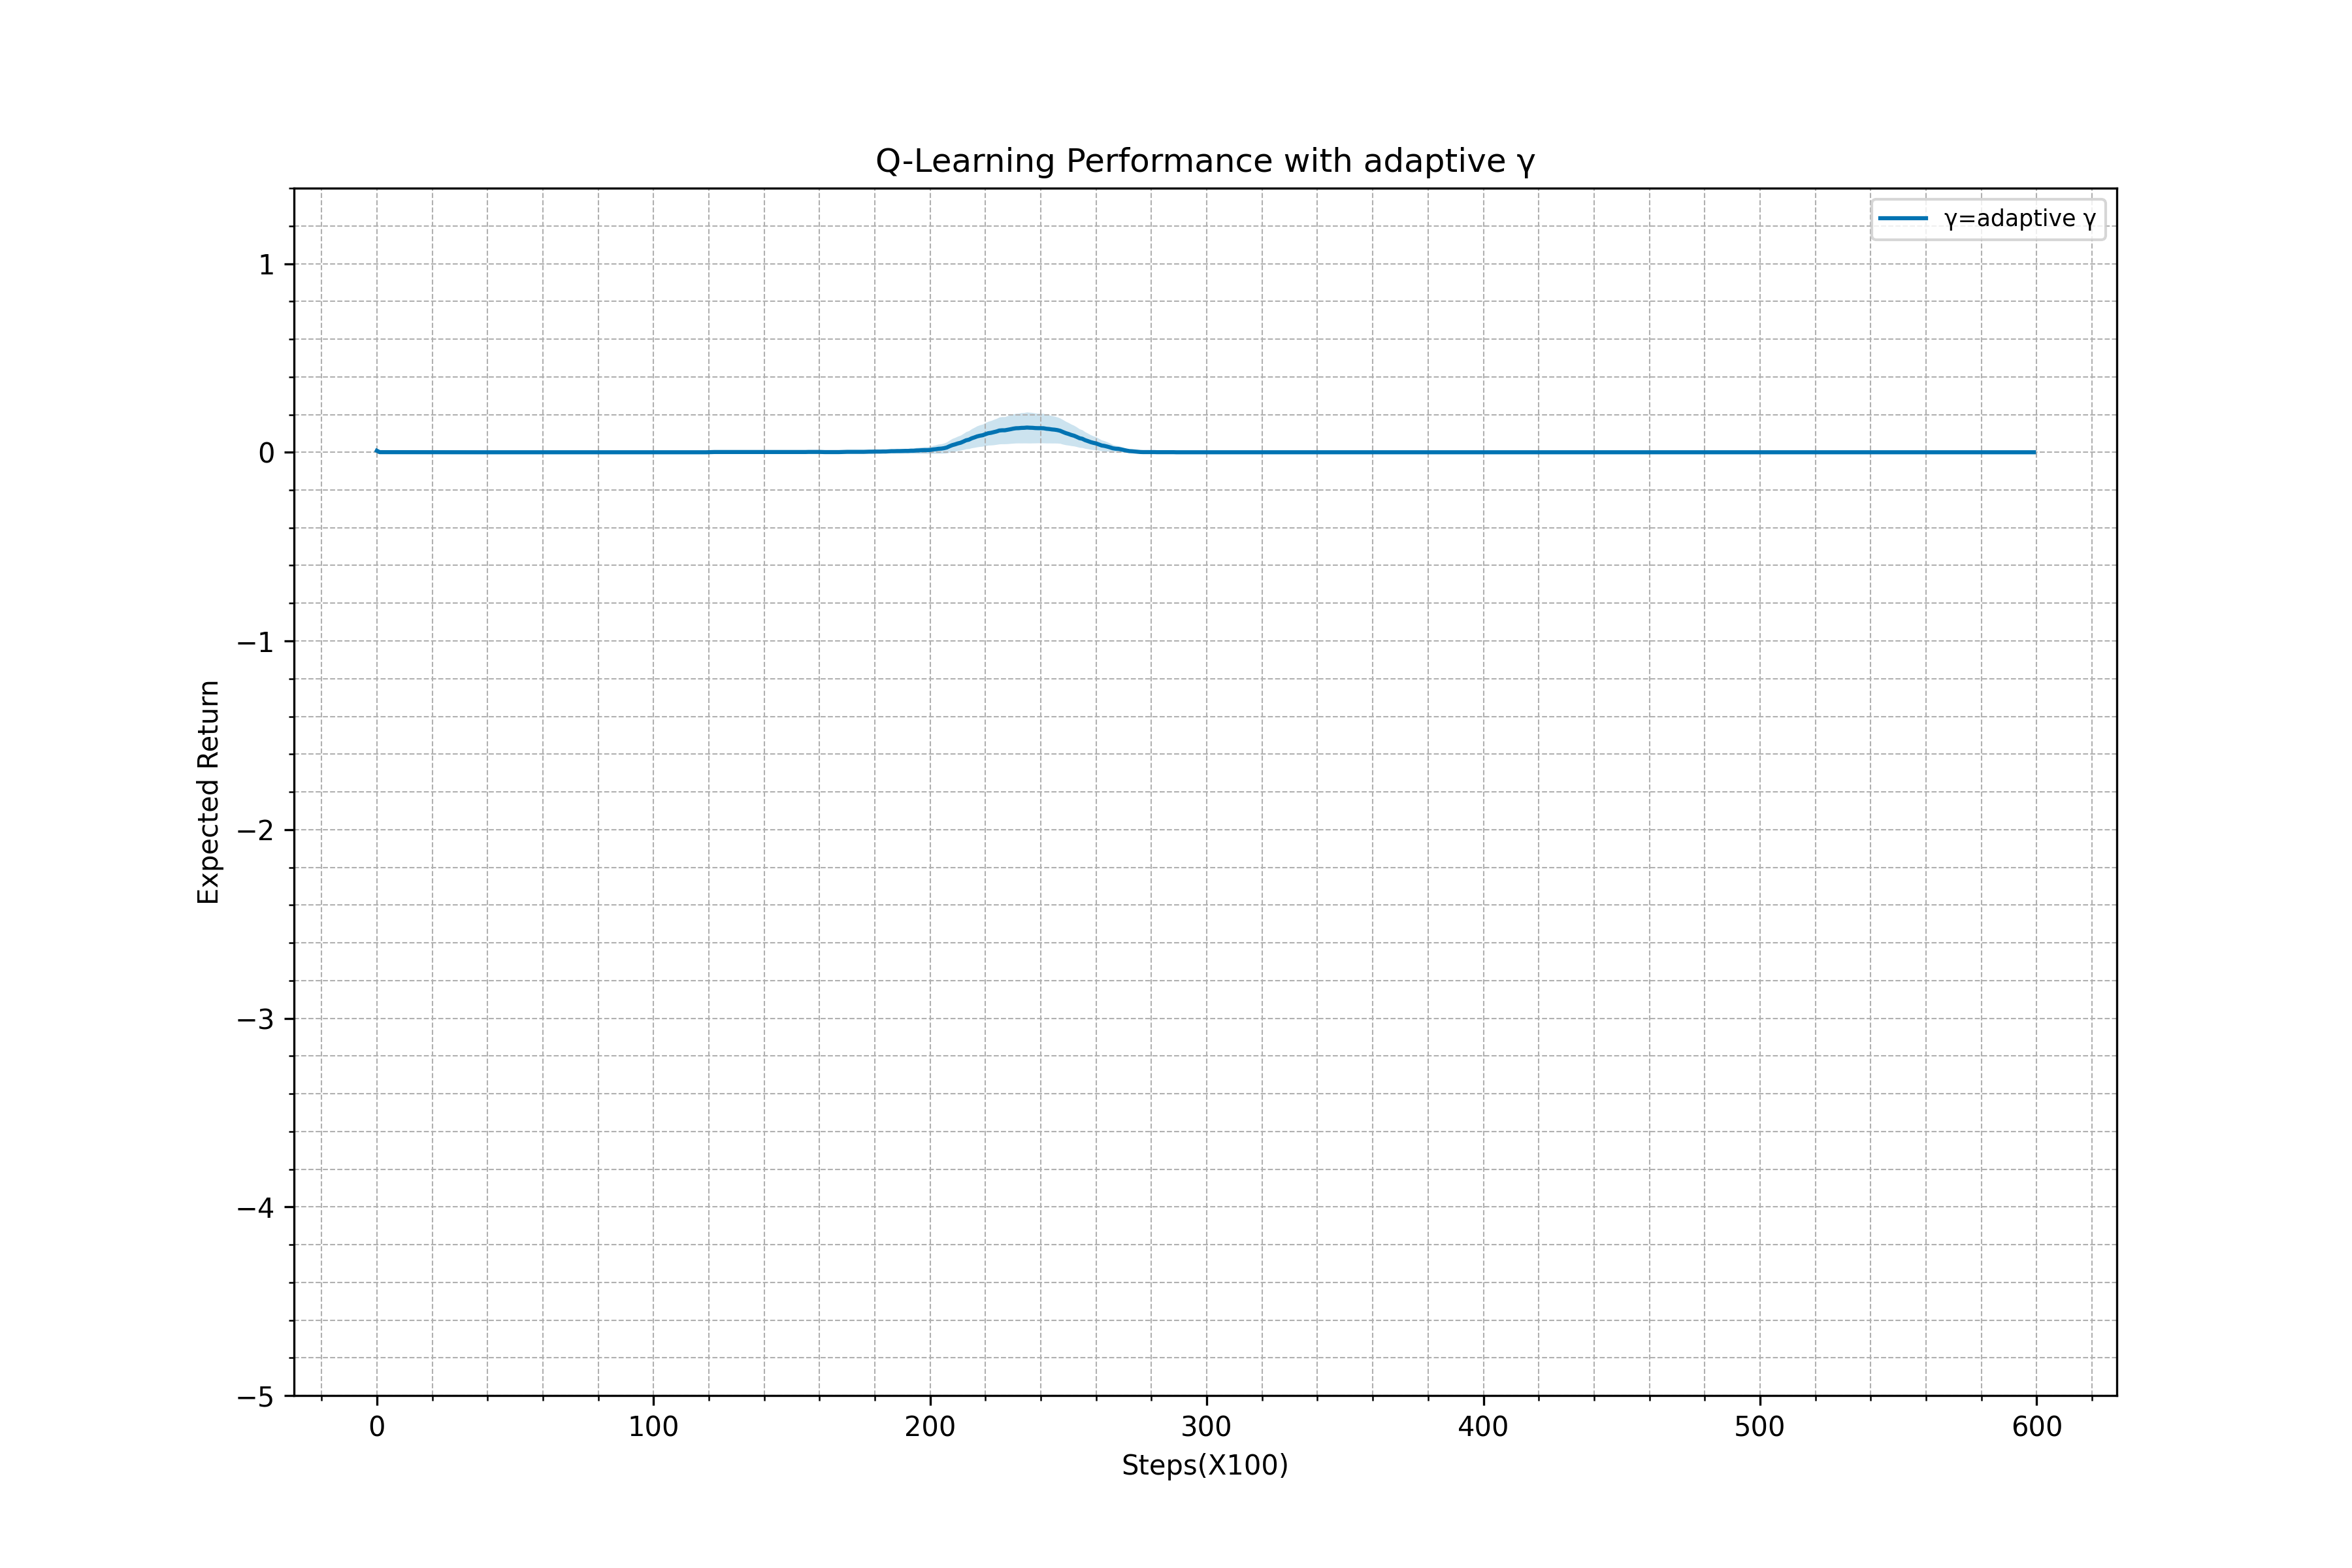 Q-Learning Performance with adaptive γ
γ=adaptive γ
1
0
−1
−2
−3
−4
−5
Expected Return
0 100 200 300 400 500 600
Steps(X100)